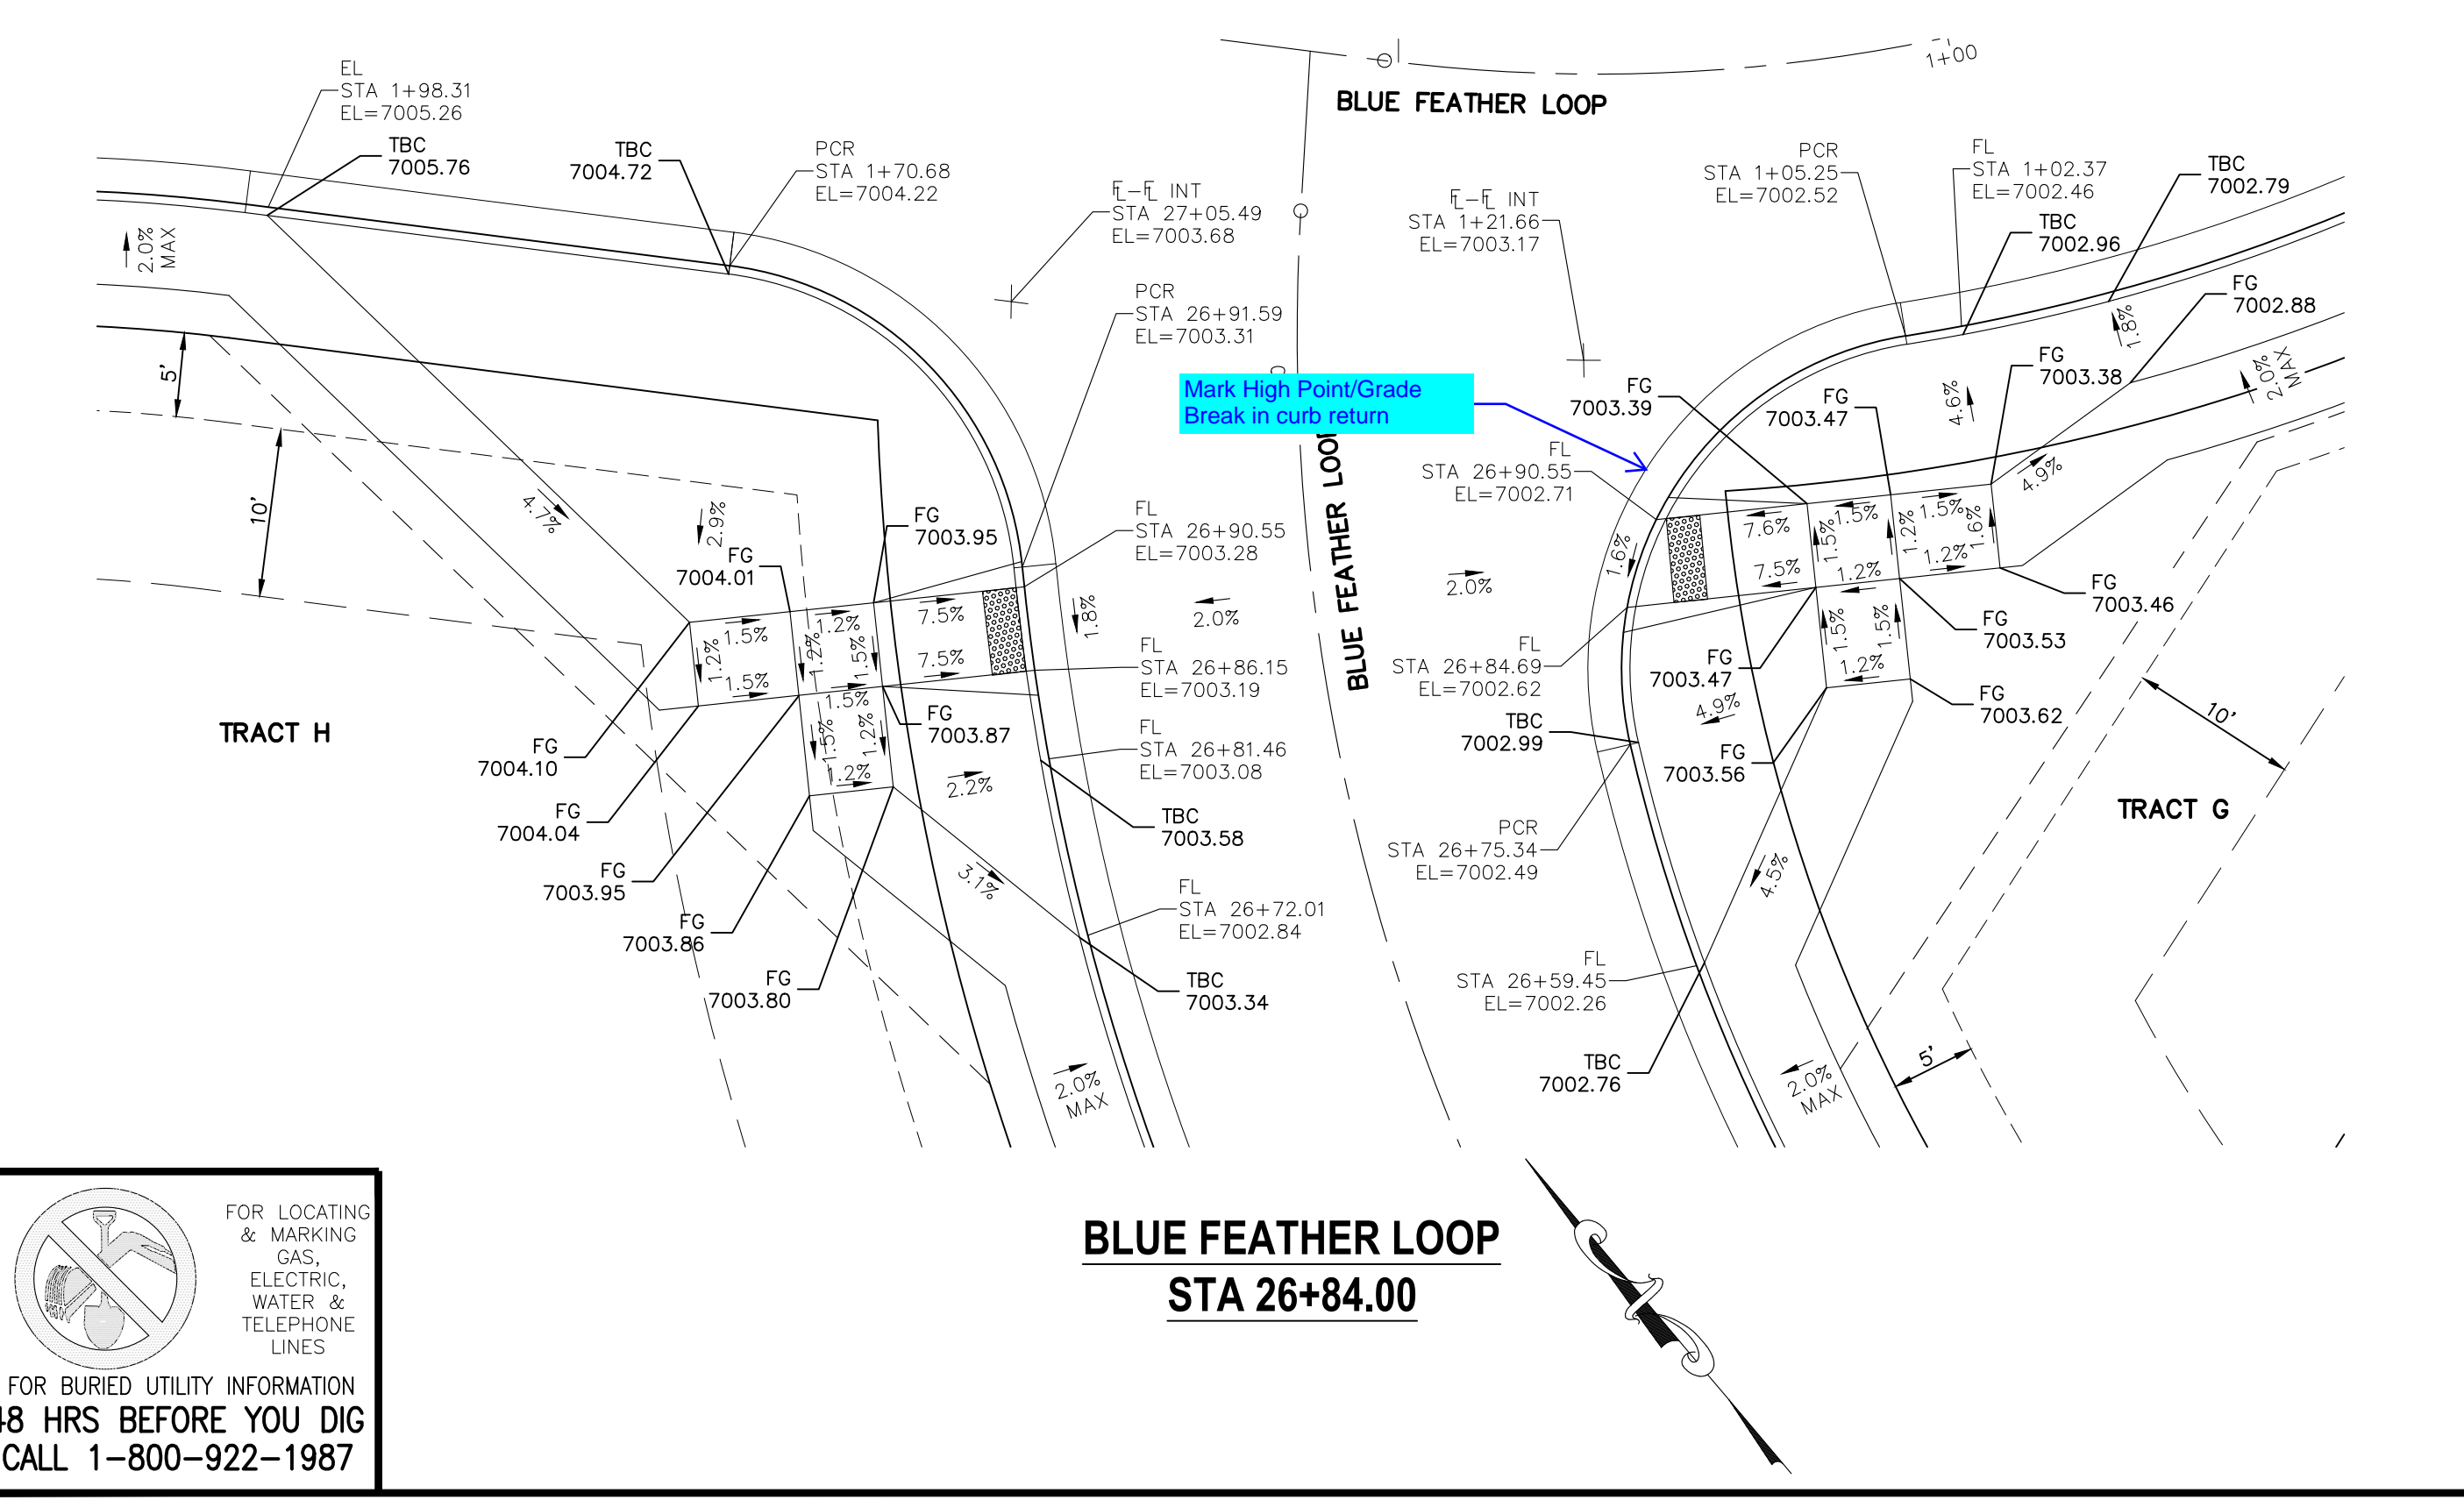 1+00
BLUE FEATHER LOOP
EL
STA 1+98.31
EL=7005.26
TBC
7005.76
TBC
7004.72
PCR
STA 1+70.68
EL=7004.22
FL-FL INT
STA 27+05.49
EL=7003.68
FL-FL INT
STA 1+21.66
EL=7003.17
PCR
STA 1+05.25
EL=7002.52
FL
STA 1+02.37
EL=7002.46
TBC
7002.79
TBC
7002.96
FG
7002.88
FG
7003.38
2.0%
MAX
5'
10'
PCR
STA 26+91.59
EL=7003.31
Mark High Point/Grade
Break in curb return
FG
7003.39
FG
7003.47
4.6%
1.8%
2.0%
MAX
4.9%
FL
STA 26+90.55
EL=7002.71
4.7%
2.9%
FG
7003.95
FG
7004.01
FL
STA 26+90.55
EL=7003.28
BLUE FEATHER LOOP
1.6%
7.6%
1.5%
1.5%
1.5%
1.2%
1.6%
7.5%
1.2%
1.2%
2.0%
2.0%
1.8%
1.5%
1.2%
7.5%
1.2%
1.2%
1.5%
7.5%
1.5%
1.5%
1.5%
1.2%
1.2%
2.2%
3.1%
FL
STA 26+86.15
EL=7003.19
FL
STA 26+84.69
EL=7002.62
FG
7003.46
FG
7003.53
1.5%
1.5%
1.2%
FG
7003.47
4.9%
FG
7003.62
TBC
7002.99
FG
7003.56
TRACT H
FG
7004.10
FG
7003.87
FL
STA 26+81.46
EL=7003.08
10'
TRACT G
FG
7004.04
TBC
7003.58
PCR
STA 26+75.34
EL=7002.49
4.5%
FG
7003.95
FG
7003.86
FL
STA 26+72.01
EL=7002.84
FG
7003.80
TBC
7003.34
FL
STA 26+59.45
EL=7002.26
TBC
7002.76
2.0%
MAX
2.0%
MAX
5'
BLUE FEATHER LOOP
STA 26+84.00
FOR LOCATING
& MARKING
GAS,
ELECTRIC,
WATER &
TELEPHONE
LINES
FOR BURIED UTILITY INFORMATION
48 HRS BEFORE YOU DIG
CALL 1-800-922-1987